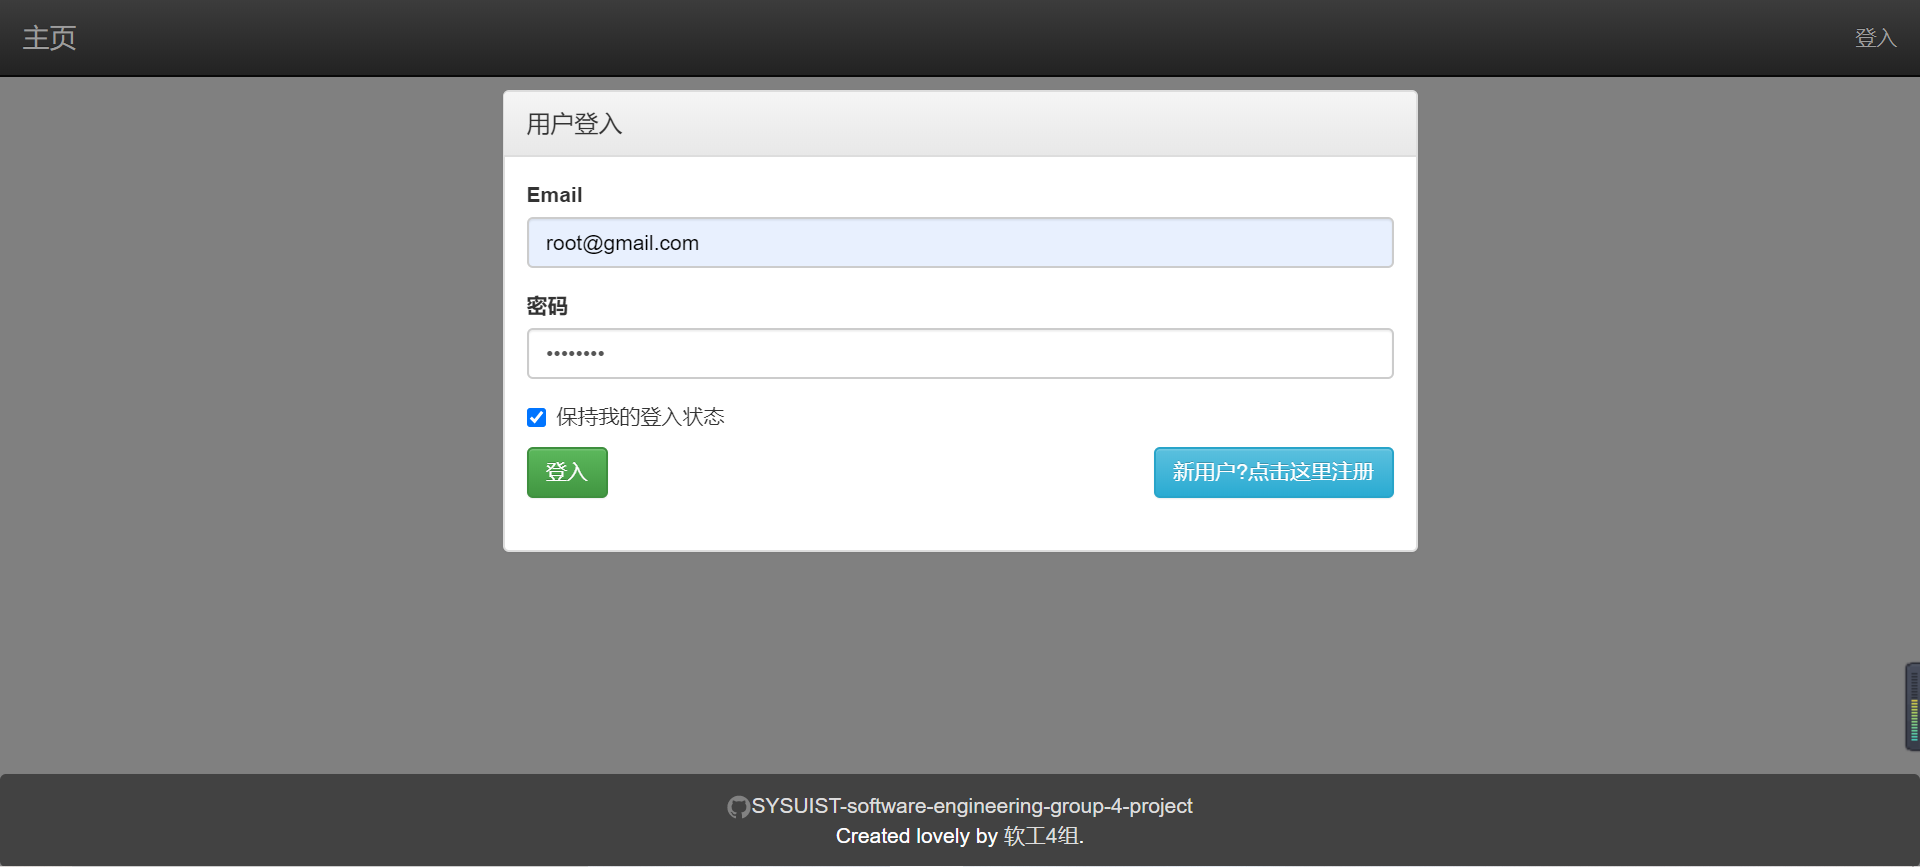 主页
登入
用户登入
Email
root@gmail.com
密码
••••••••
保持我的登入状态
登入
新用户?点击这里注册
SYSUIST-software-engineering-group-4-project
Created lovely by 软工4组.